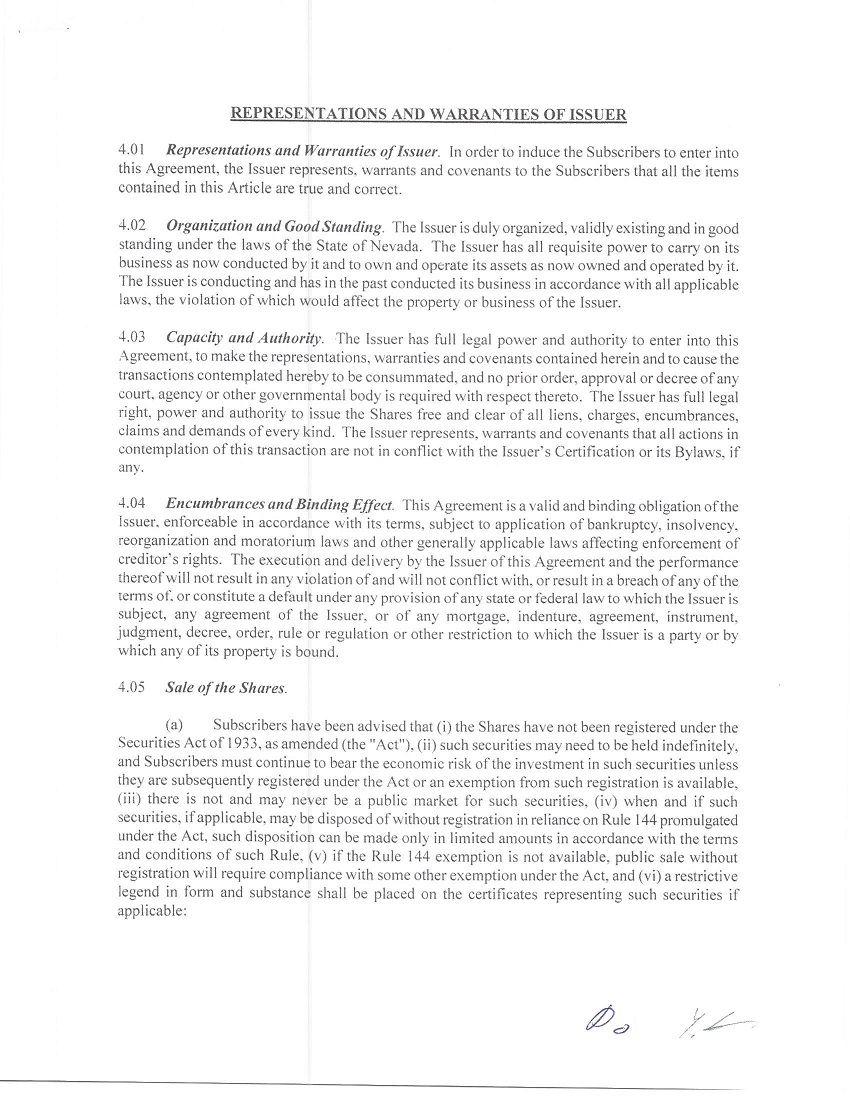 REPRESENTATIONS AND WARRANTIES OF ISSUER
4.01 Representations and Warranties of Issuer. In order to induce the Subscribers to enter into
this Agreement, the Issuer represents, warrants and covenants to the Subscribers that all the items
contained in this Article are true and correct.
4.02 Organization and Good Standing. The Issuer is duly organized, validly existing and in good
standing under the laws of the State of Nevada. The Issuer has all requisite power to carry on its
business as now conducted by it and to own and operate its assets as now owned and operated by it.
The Issuer is conducting and has in the past conducted its business in accordance with all applicable
laws, the violation of which would affect the property or business of the Issuer.
4.03 Capacity and Authority. The Issuer has full legal power and authority to enter into this
Agreement, to make the representations, warranties and covenants contained herein and to cause the
transactions contemplated hereby to be consummated, and no prior order, approval or decree of any
court, agency or other governmental body is required with respect thereto. The Issuer has full legal
right, power and authority to issue the Shares free and clear of all liens, charges, encumbrances,
claims and demands of every kind. The Issuer represents, warrants and covenants that all actions in
contemplation of this transaction are not in conflict with the Issuer's Certification or its Bylaws, if
any.
4.04 Encumbrances and Binding Effect. This Agreement is a valid and binding obligation of the
Issuer, enforceable in accordance with its terms, subject to application of bankruptcy, insolvency,
reorganization and moratorium laws and other generally applicable laws affecting enforcement of
creditor's rights. The execution and delivery by the Issuer of this Agreement and the performance
thereof will not result in any violation of and will not conflict with, or result in a breach of any of the
terms of, or constitute a default under any provision of any state or federal law to which the Issuer is
subject, any agreement of the Issuer, or of any mortgage, indenture, agreement, instrument,
judgment, decree, order, rule or regulation or other restriction to which the Issuer is a party or by
which any of its property is bound.
4.05 Sale of the Shares.
(a) Subscribers have been advised that (i) the Shares have not been registered under the
Securities Act of 1933, as amended (the "Act"), (ii) such securities may need to be held indefinitely,
and Subscribers must continue to bear the economic risk of the investment in such securities unless
they are subsequently registered under the Act or an exemption from such registration is available,
(iii) there is not and may never be a public market for such securities, (iv) when and if such
securities, if applicable, may be disposed of without registration in reliance on Rule 144 promulgated
under the Act, such disposition can be made only in limited amounts in accordance with the terms
and conditions of such Rule, (v) if the Rule 144 exemption is not available, public sale without
registration will require compliance with some other exemption under the Act, and (vi) a restrictive
legend in form and substance shall be placed on the certificates representing such securities if
applicable: